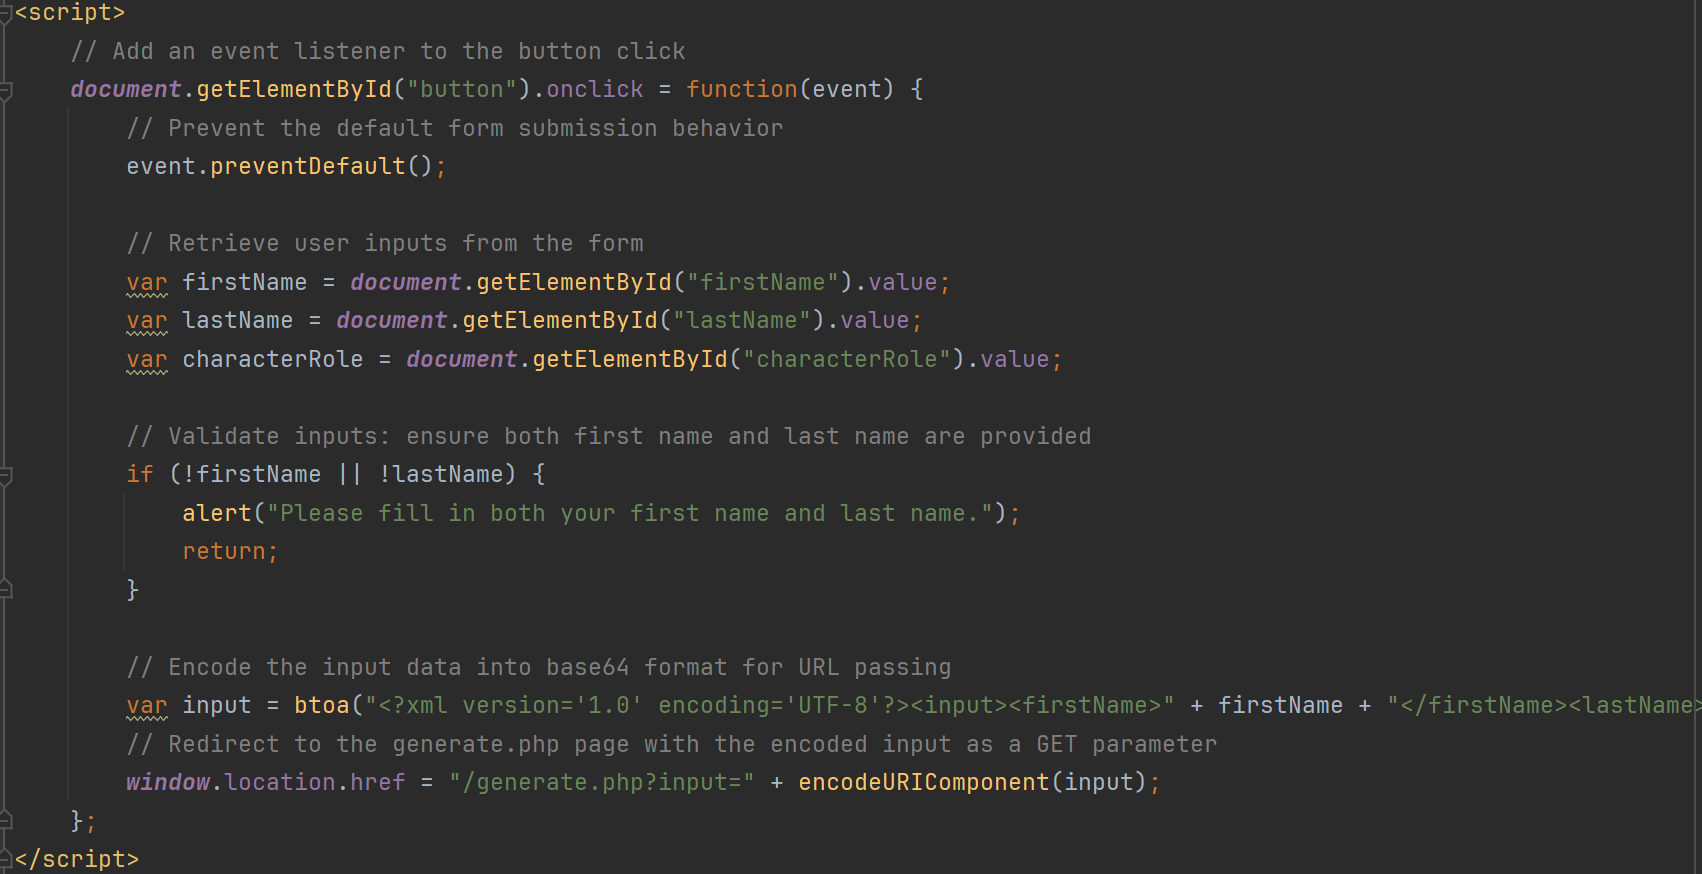 <script>
// Add an event listener to the button click
document.getElementById("button").onclick = function(event) {
// Prevent the default form submission behavior
event.preventDefault();
// Retrieve user inputs from the form
var firstName = document.getElementById("firstName").value;
var lastName = document.getElementById("lastName").value;
var characterRole = document.getElementById("characterRole").value;
// Validate inputs: ensure both first name and last name are provided
if (!firstName || !lastName) {
alert("Please fill in both your first name and last name.");
return;
}
// Encode the input data into base64 format for URL passing
var input = btoa("<?xml version='1.0' encoding='UTF-8'?><input><firstName>" + firstName + "</firstName><lastName>
// Redirect to the generate.php page with the encoded input as a GET parameter
window.location.href = "/generate.php?input=" + encodeURIComponent(input);
};
</script>